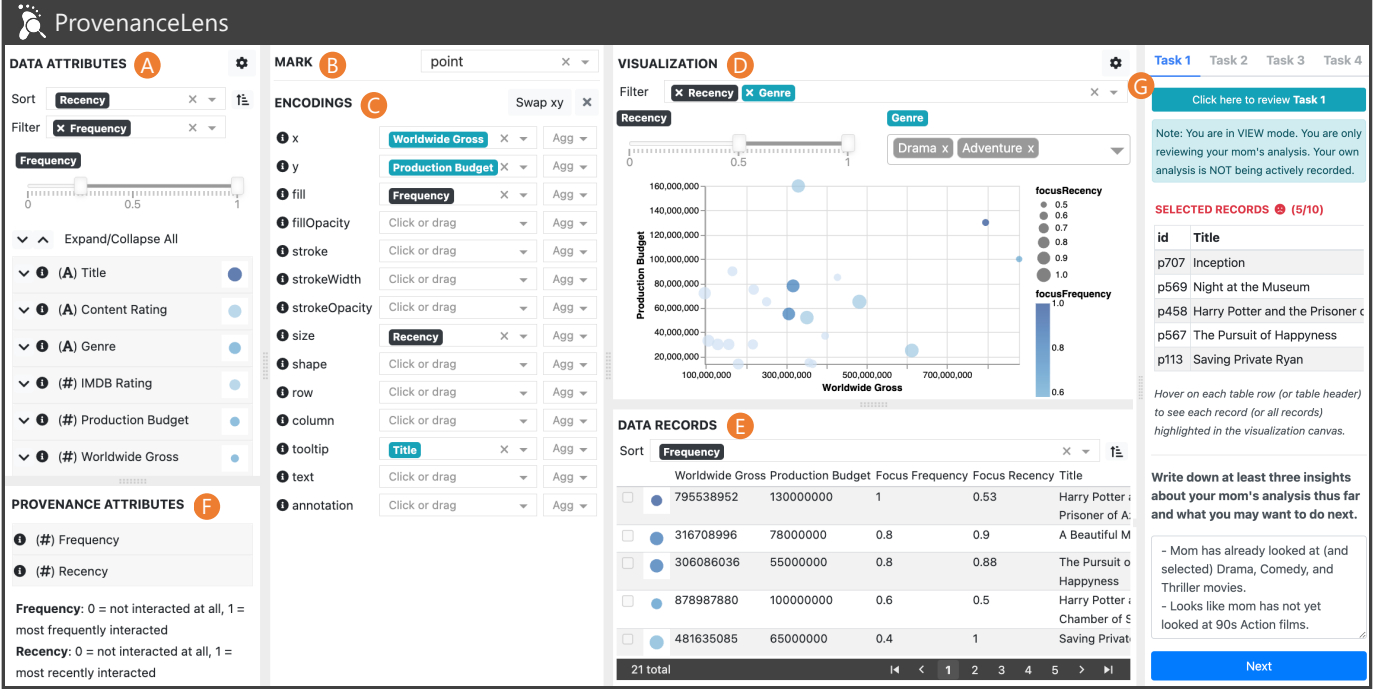 ProvenanceLens
DATA ATTRIBUTES A
Sort Recency
Filter Frequency
Frequency
0 0.5 1
Expand/Collapse All
(A) Title
(A) Content Rating
(A) Genre
(#) IMDB Rating
(#) Production Budget
(#) Worldwide Gross
PROVENANCE ATTRIBUTES F
(#) Frequency
(#) Recency
Frequency: 0 = not interacted at all, 1 =
most frequently interacted
Recency: 0 = not interacted at all, 1 =
most recently interacted
MARK B point
ENCODINGS C Swap xy
x Worldwide Gross Agg
y Production Budget Agg
fill Frequency Agg
fillOpacity Click or drag Agg
stroke Click or drag Agg
strokeWidth Click or drag Agg
strokeOpacity Click or drag Agg
size Recency Agg
shape Click or drag Agg
row Click or drag Agg
column Click or drag Agg
tooltip Title Agg
text Click or drag Agg
annotation Click or drag Agg
VISUALIZATION D
Filter Recency Genre
Recency Genre
0 0.5 1
Drama x Adventure x
160,000,000
140,000,000
120,000,000
100,000,000
80,000,000
60,000,000
40,000,000
20,000,000
Production Budget
100,000,000 300,000,000 500,000,000 700,000,000
Worldwide Gross
focusRecency
0.5
0.6
0.7
0.8
0.9
1.0
focusFrequency
1.0
0.8
0.6
DATA RECORDS E
Sort Frequency
Worldwide Gross Production Budget Focus Frequency Focus Recency Title
795538952 130000000 1 0.53 Harry Potter
Prisoner of A
316708996 78000000 0.8 0.9 A Beautiful M
306086036 55000000 0.8 0.88 The Pursuit o
Happyness
878987880 100000000 0.6 0.5 Harry Potter
Chamber of S
481635085 65000000 0.4 1 Saving Privat
21 total 1 2 3 4 5
G
Task 1 Task 2 Task 3 Task 4
Click here to review Task 1
Note: You are in VIEW mode. You are only
reviewing your mom's analysis. Your own
analysis is NOT being actively recorded.
SELECTED RECORDS (5/10)
id Title
p707 Inception
p569 Night at the Museum
p458 Harry Potter and the Prisoner
p567 The Pursuit of Happyness
p113 Saving Private Ryan
Hover on each table row (or table header)
to see each record (or all records)
highlighted in the visualization canvas.
Write down at least three insights
about your mom's analysis thus far
and what you may want to do next.
- Mom has already looked at (and
selected) Drama, Comedy, and
Thriller movies.
- Looks like mom has not yet
looked at 90s Action films.
Next